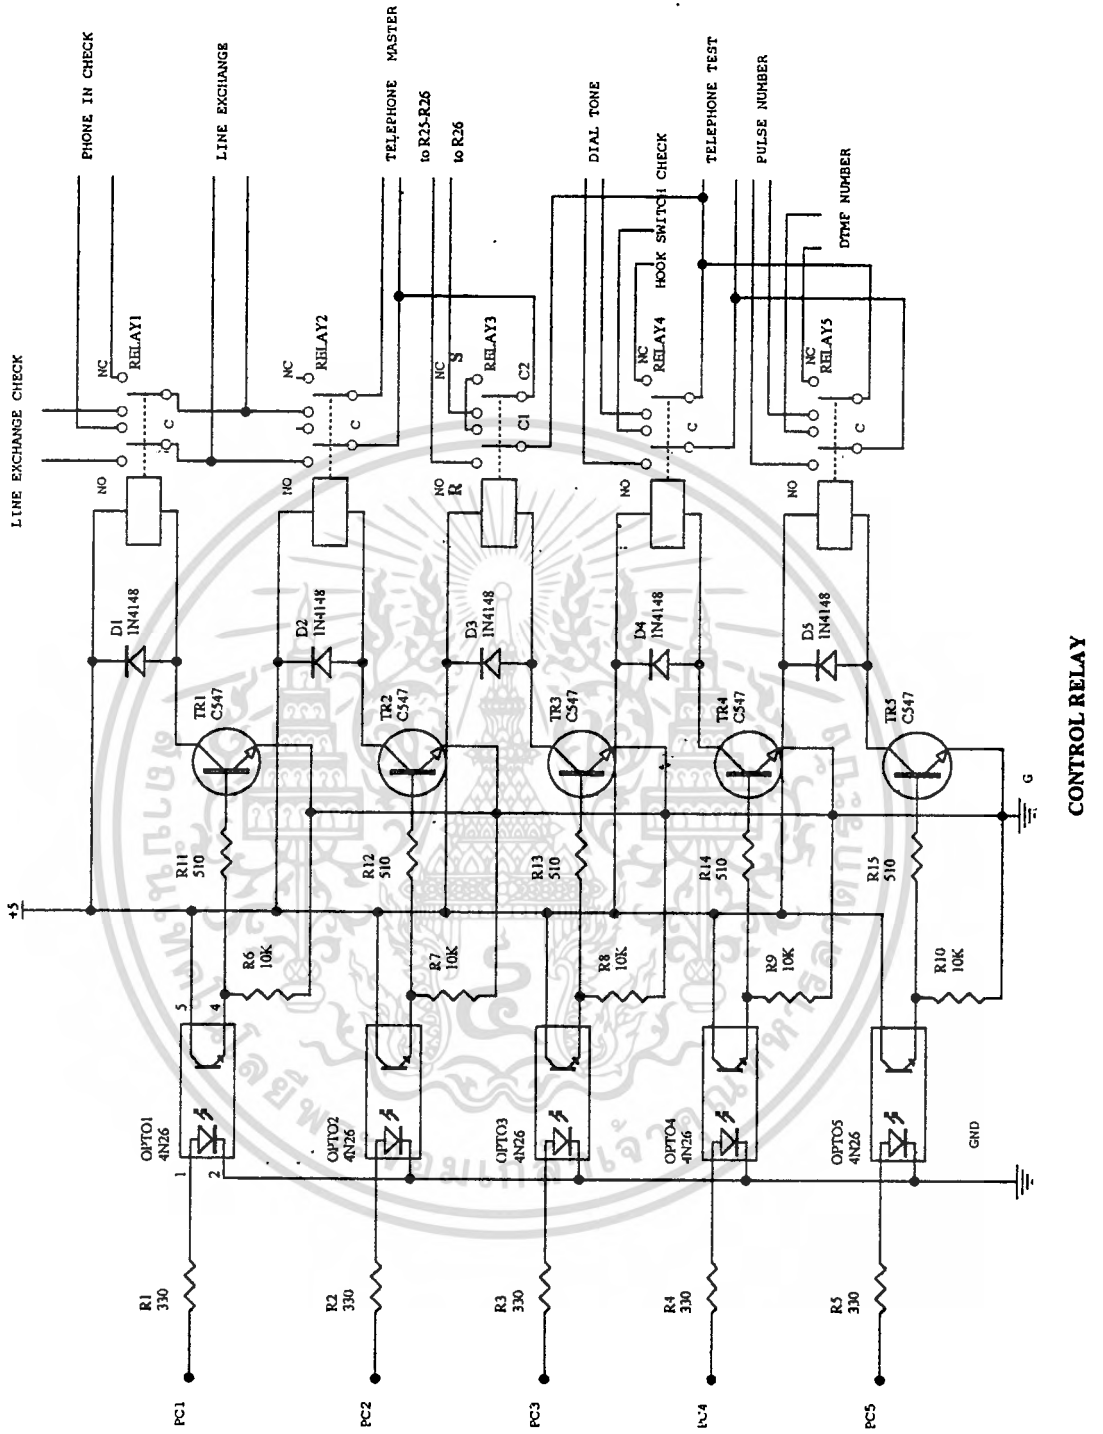 LINE EXCHANGE CHECK
PHONE IN CHECK
LINE EXCHANGE
TELEPHONE MASTER
to R25-R26
to R26
DIAL TONE
HOOK SWITCH CHECK
TELEPHONE TEST
PULSE NUMBER
DTMF NUMBER
NC
RELAY1
C
NO
NC
RELAY2
C
NO
NC
S
RELAY3
C1
C2
NO
R
NC
RELAY4
C
NO
NC
RELAY5
C
NO
D1
1N4148
D2
1N4148
D3
1N4148
D4
1N4148
D5
1N4148
TR1
C547
TR2
C547
TR3
C547
TR4
C547
TR5
C547
+5
R11
510
R12
510
R13
510
R14
510
R15
510
G
R6
10K
R7
10K
R8
10K
R9
10K
R10
10K
5
4
OPTO1
4N26
1
2
OPTO2
4N26
OPTO3
4N26
OPTO4
4N26
OPTO5
4N26
GND
R1
330
R2
330
R3
330
R4
330
R5
330
PC1
PC2
PC3
PC4
PC5
CONTROL RELAY